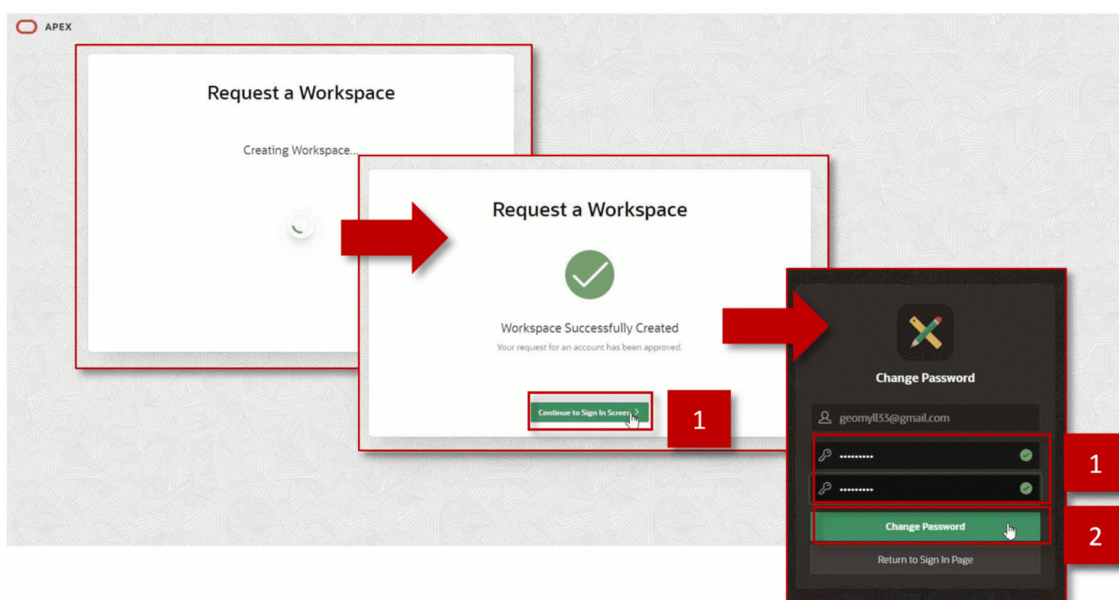 APEX
Request a Workspace
Creating Workspace...
Request a Workspace
Workspace Successfully Created
Your request for an account has been approved.
Continue to Sign In Screen >
1
Change Password
geomyll33@gmail.com
.........
1
.........
Change Password
2
Return to Sign In Page